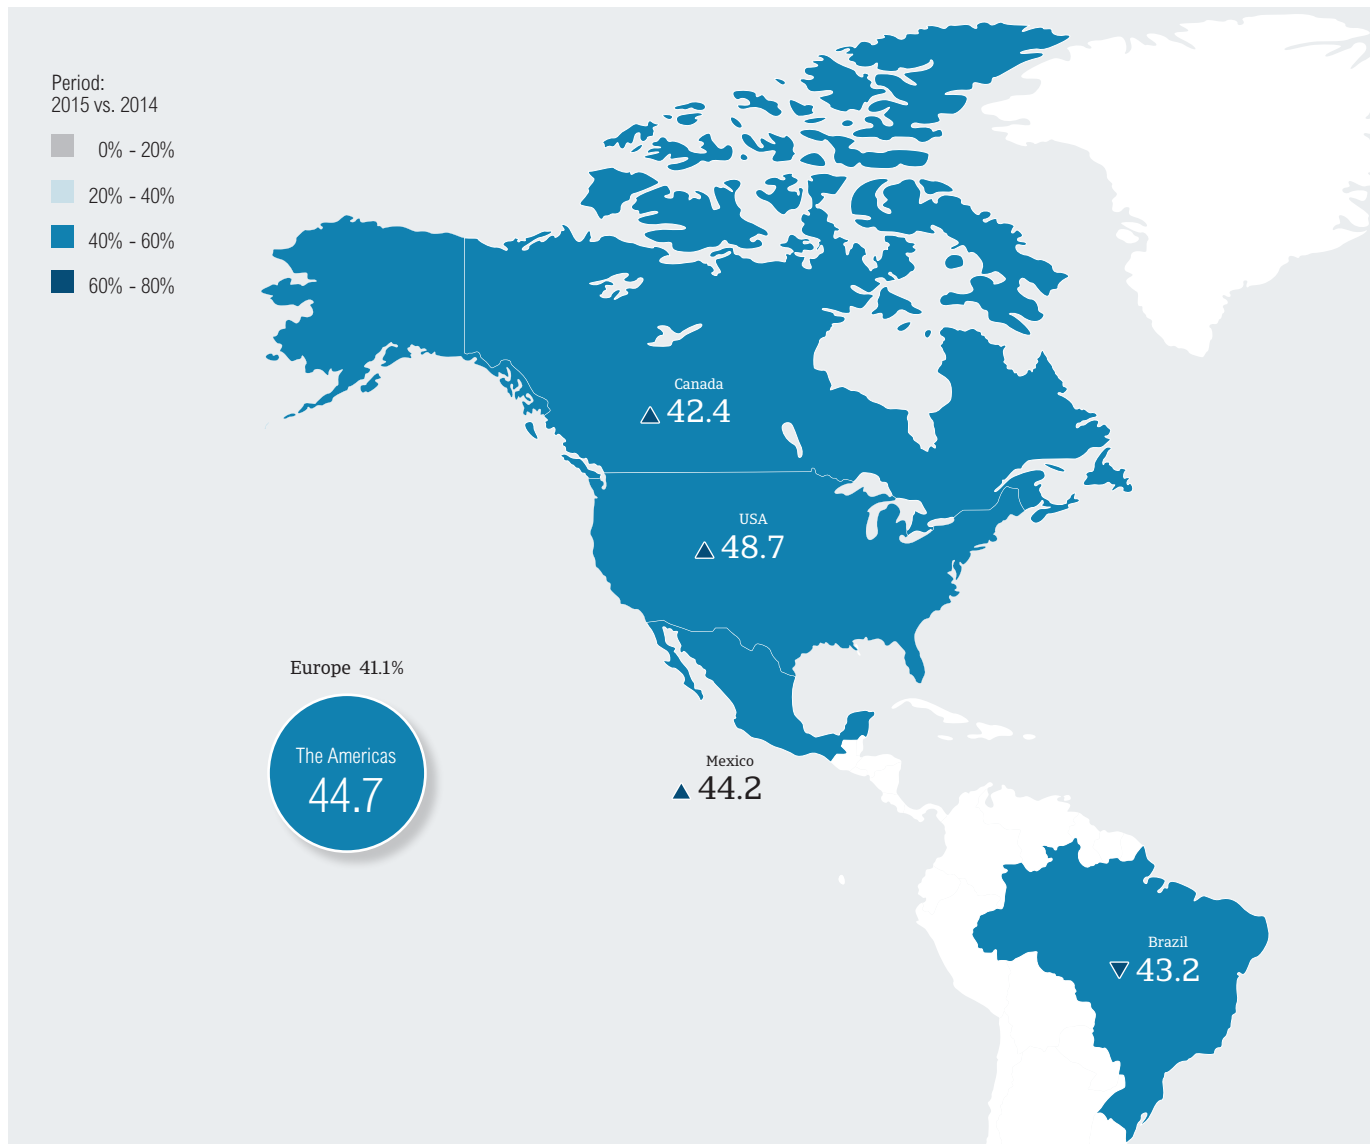 Period:
2015 vs. 2014
0% - 20%
20% - 40%
40% - 60%
60% - 80%
Canada
42.4
USA
48.7
Europe 41.1%
The Americas
44.7
Mexico
44.2
Brazil
43.2